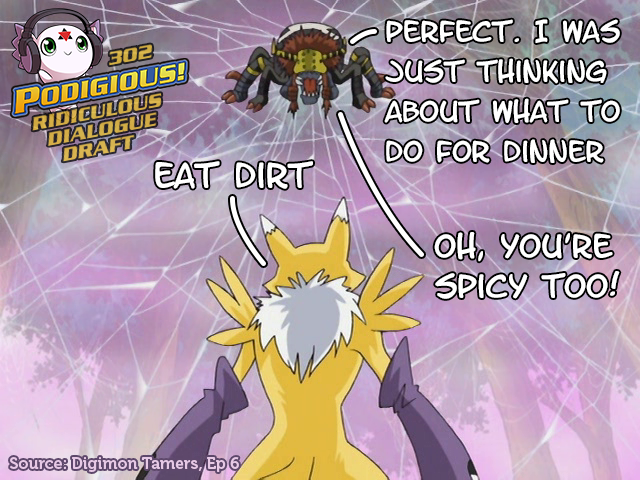 302
PODIGIOUS!
RIDICULOUS
DIALOGUE
DRAFT
PERFECT. I WAS
JUST THINKING
ABOUT WHAT TO
DO FOR DINNER
EAT DIRT
OH, YOU'RE
SPICY TOO!
Source: Digimon Tamers, Ep 6